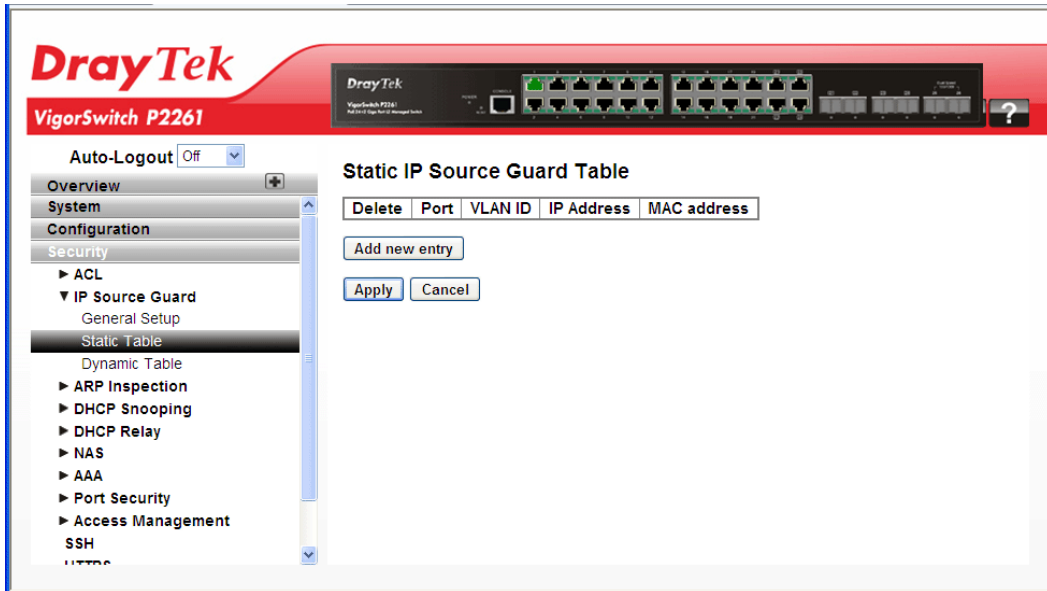 DrayTek
VigorSwitch P2261
DrayTek
VigorSwitch P2261
?
Auto-Logout Off
Overview
System
Configuration
Security
ACL
IP Source Guard
General Setup
Static Table
Dynamic Table
ARP Inspection
DHCP Snooping
DHCP Relay
NAS
AAA
Port Security
Access Management
SSH
Static IP Source Guard Table
Delete Port VLAN ID IP Address MAC address
Add new entry
Apply Cancel